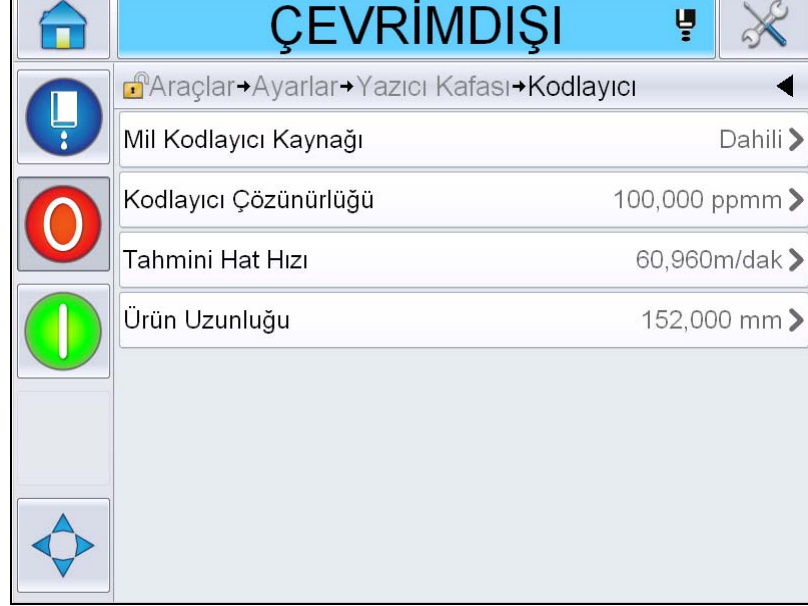 ÇEVRİMDIŞI
Araçlar→Ayarlar→Yazıcı Kafası→Kodlayıcı
Mil Kodlayıcı Kaynağı Dahili
Kodlayıcı Çözünürlüğü 100,000 ppmm
Tahmini Hat Hızı 60,960m/dak
Ürün Uzunluğu 152,000 mm